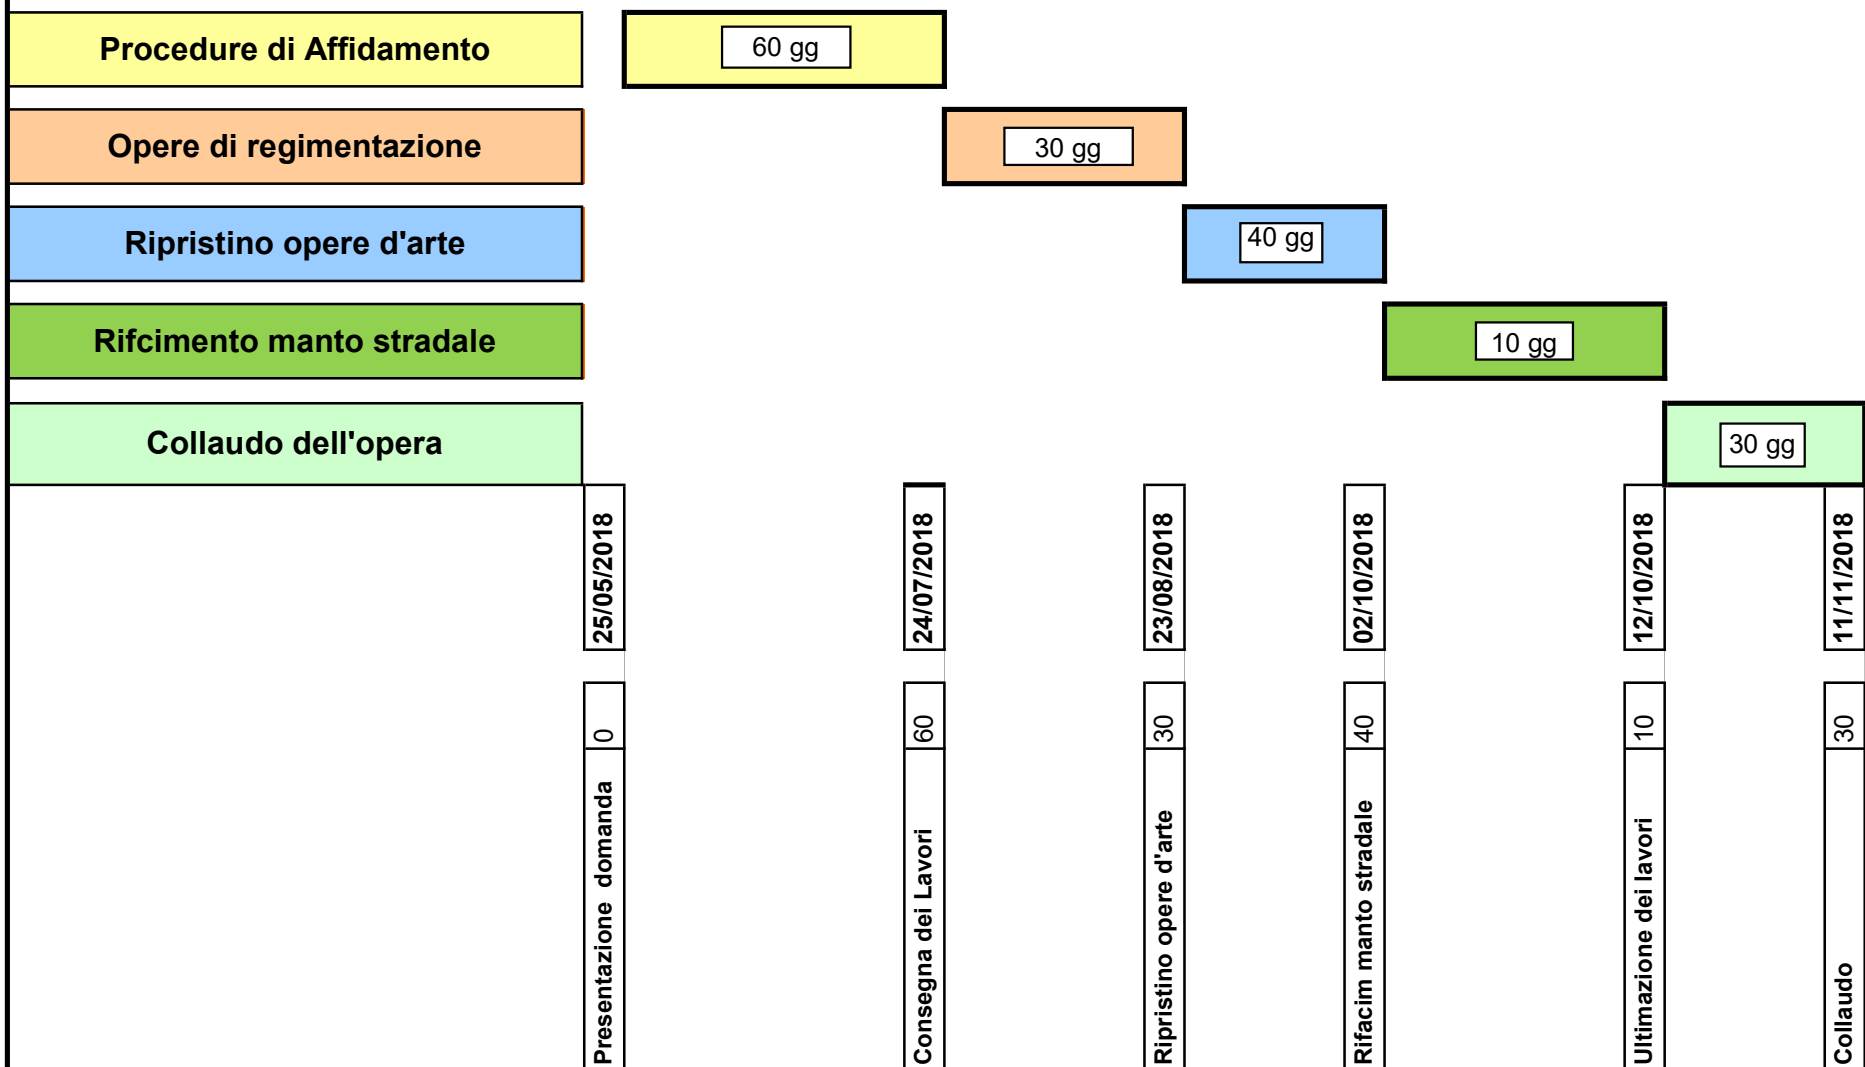 Procedure di Affidamento
60 gg
Opere di regimentazione
30 gg
Ripristino opere d'arte
40 gg
Rifcimento manto stradale
10 gg
Collaudo dell'opera
30 gg
25/05/2018
24/07/2018
23/08/2018
02/10/2018
12/10/2018
11/11/2018
0
60
30
40
10
30
Presentazione domanda
Consegna dei Lavori
Ripristino opere d'arte
Rifacim manto stradale
Ultimazione dei lavori
Collaudo